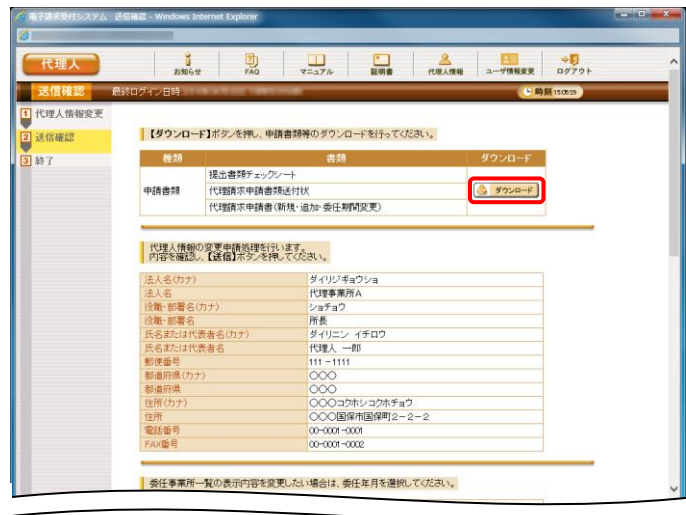 電子請求受付システム 送信確認 - Windows Internet Explorer
代理人
お知らせ FAQ マニュアル 証明書 代理人情報 ユーザ情報変更 ログアウト
送信確認 最終ログイン日時 時刻
1 代理人情報変更
2 送信確認
3 終了
【ダウンロード】ボタンを押し、申請書類等のダウンロードを行ってください。
種類 書類 ダウンロード
申請書類
提出書類チェックシート
代理請求申請書類送付状
代理請求申請書(新規・追加・委任期間変更)
ダウンロード
代理人情報の変更申請処理を行います。
内容を確認し、【送信】ボタンを押してください。
法人名(カナ) ダイリジギョウショ
法人名 代理事業所A
役職・部署名(カナ) ショチョウ
役職・部署名 所長
氏名または代表者名(カナ) ダイリニン イチロウ
氏名または代表者名 代理人 一郎
郵便番号 111-1111
都道府県(カナ) ○○○
都道府県 ○○○
住所(カナ) ○○○コクホシコクホチョウ
住所 ○○○国保市国保町2-2-2
電話番号 00-0001-0001
FAX番号 00-0001-0002
委任事業所一覧の表示内容を変更したい場合は、委任年月を選択してください。